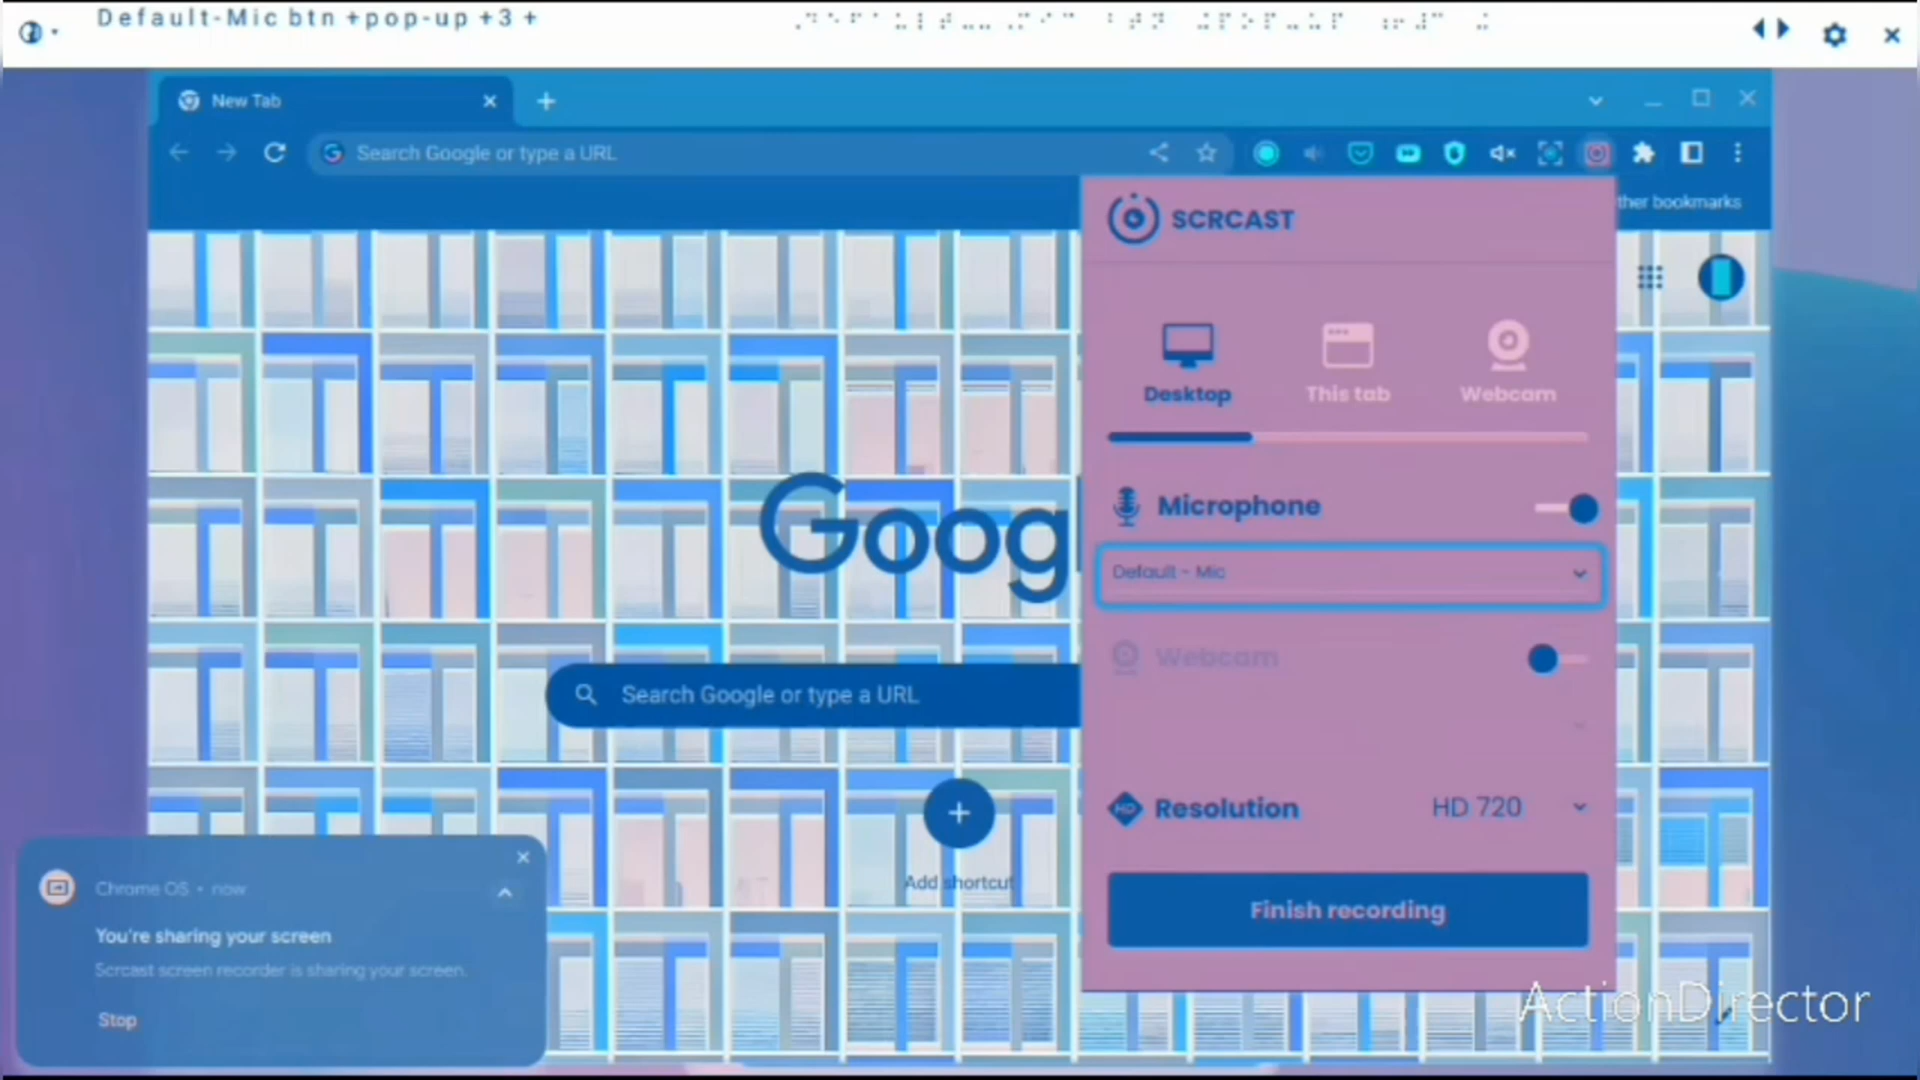 Default-Mic btn +pop-up +3 +
New Tab
Search Google or type a URL
ther bookmarks
SCRCAST
Desktop
This tab
Webcam
Microphone
Default - Mic
Goog
Webcam
Search Google or type a URL
HD
Resolution
HD 720
Add shortcut
Finish recording
Chrome OS • now
You're sharing your screen
Scrcast screen recorder is sharing your screen.
Stop
ActionDirector